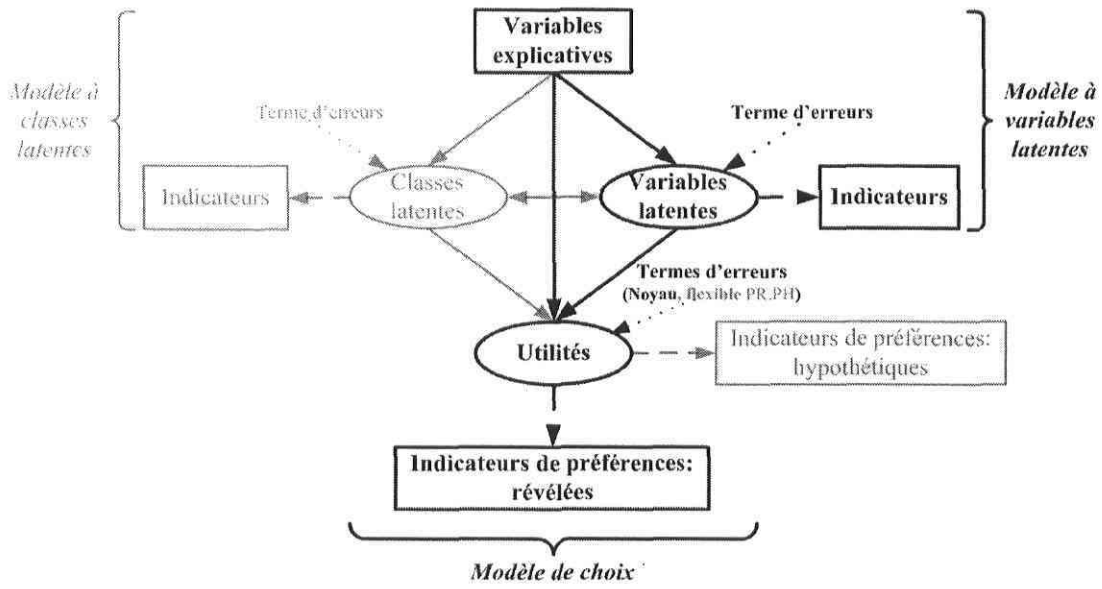 Variables
explicatives
Modèle à
classes
latentes
Terme d'erreurs
Terme d'erreurs
Modèle à
variables
latentes
Indicateurs
Classes
latentes
Variables
latentes
Indicateurs
Termes d'erreurs
(Noyau, flexible PR.PH)
Utilités
Indicateurs de préférences:
hypothétiques
Indicateurs de préférences:
révélées
Modèle de choix